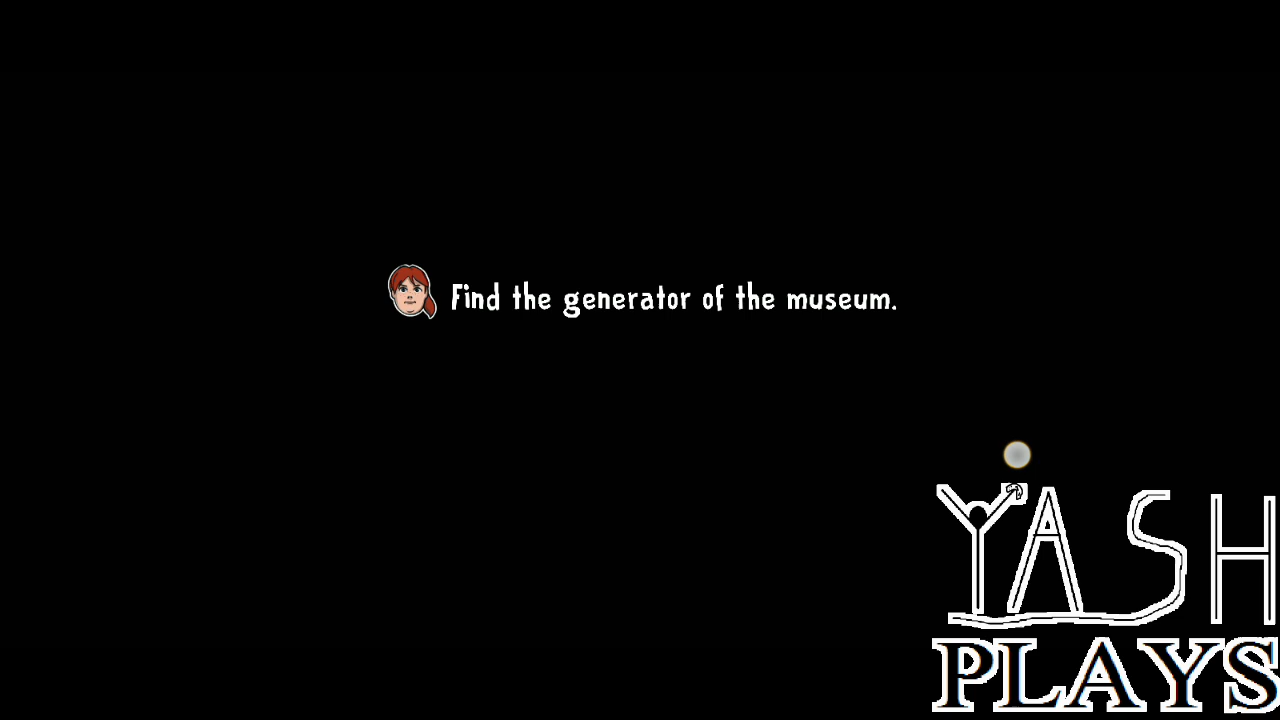 Find the generator of the museum.
YASH
PLAYS